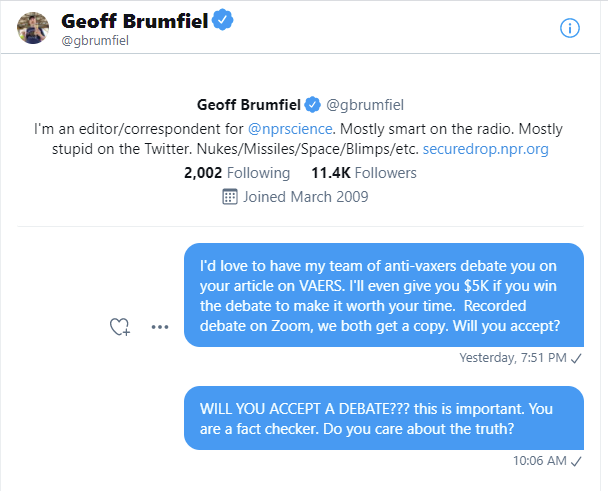 Geoff Brumfiel
@gbrumfiel
Geoff Brumfiel @gbrumfiel
I'm an editor/correspondent for @nprscience. Mostly smart on the radio. Mostly
stupid on the Twitter. Nukes/Missiles/Space/Blimps/etc. securedrop.npr.org
2,002 Following 11.4K Followers
Joined March 2009
I'd love to have my team of anti-vaxers debate you on
your article on VAERS. I'll even give you $5K if you win
the debate to make it worth your time. Recorded
debate on Zoom, we both get a copy. Will you accept?
Yesterday, 7:51 PM
WILL YOU ACCEPT A DEBATE??? this is important. You
are a fact checker. Do you care about the truth?
10:06 AM